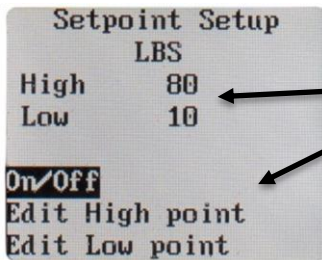 Setpoint Setup
LBS
High 80
Low 10
On/Off
Edit High point
Edit Low point